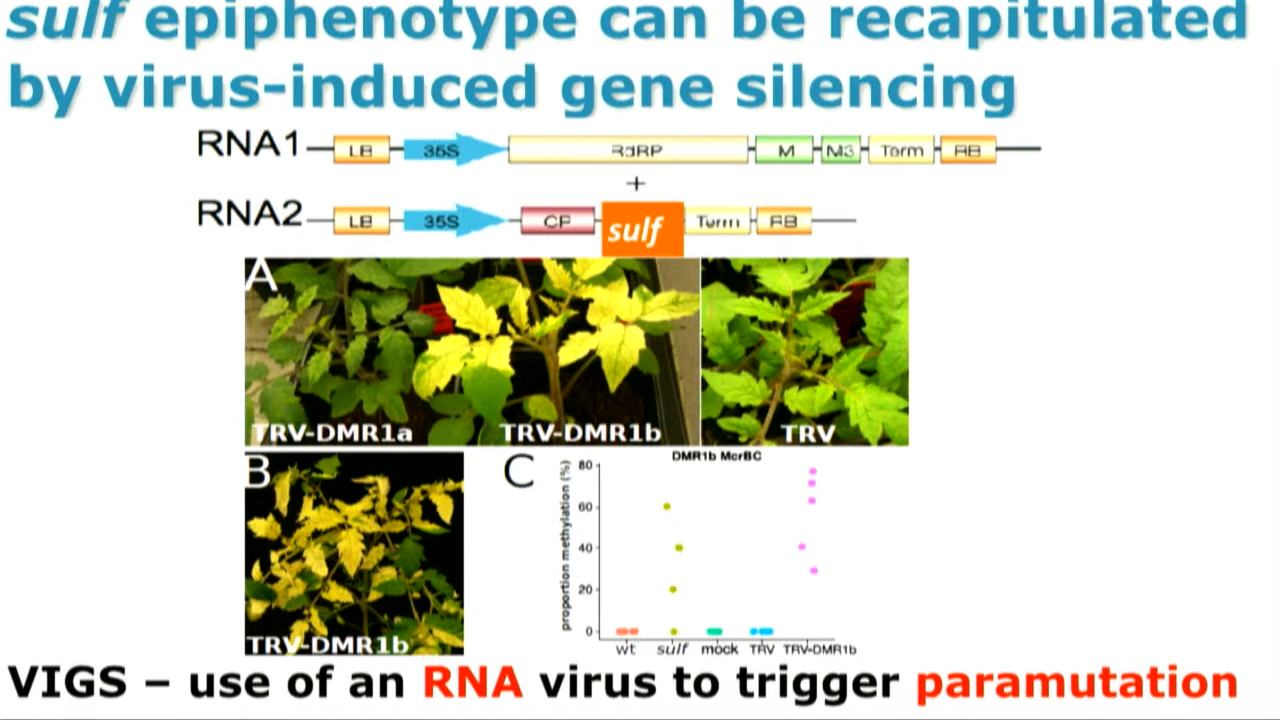 sulf epiphenotype can be recapitulated
by virus-induced gene silencing
RNA1 LB 35S RdRP M M3 Term RB
+
RNA2 LB 35S CP sulf Term RB
A
TRV-DMR1a TRV-DMR1b TRV
B
TRV-DMR1b
C
DMR1b McrBC
proportion methylation (%)
80
60
40
20
0
wt sulf mock TRV TRV-DMR1b
VIGS – use of an RNA virus to trigger paramutation